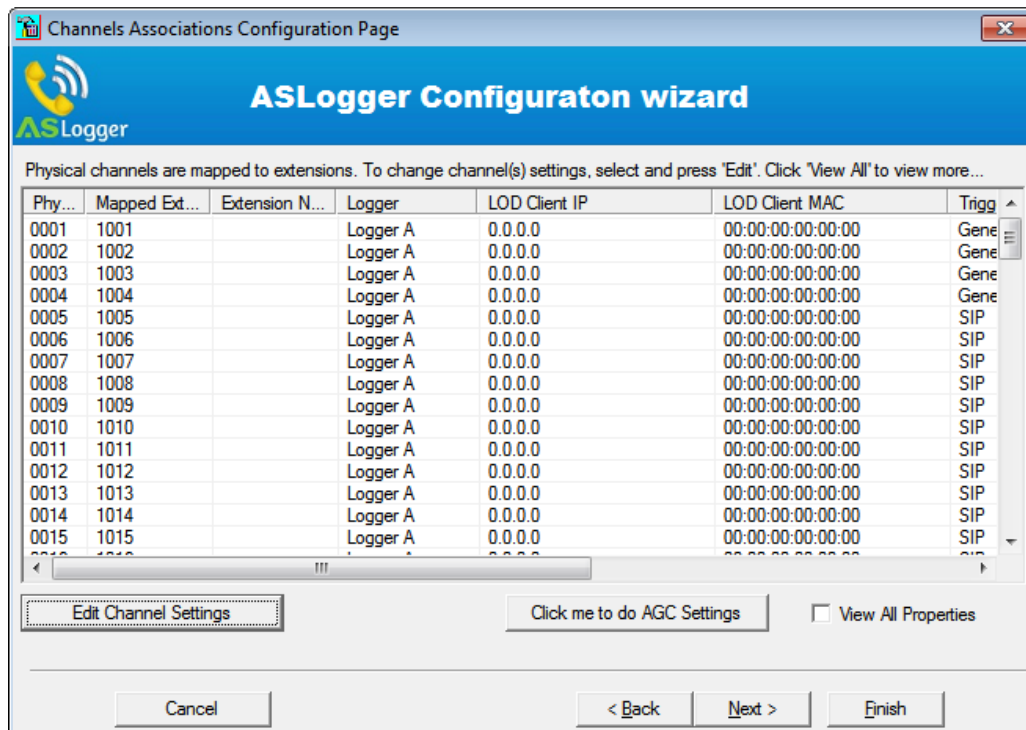 Channels Associations Configuration Page
ASLogger
ASLogger Configuraton wizard
Physical channels are mapped to extensions. To change channel(s) settings, select and press 'Edit'. Click 'View All' to view more...
Phy... Mapped Ext... Extension N... Logger LOD Client IP LOD Client MAC Trigg
0001 1001 Logger A 0.0.0.0 00:00:00:00:00:00 Gene
0002 1002 Logger A 0.0.0.0 00:00:00:00:00:00 Gene
0003 1003 Logger A 0.0.0.0 00:00:00:00:00:00 Gene
0004 1004 Logger A 0.0.0.0 00:00:00:00:00:00 Gene
0005 1005 Logger A 0.0.0.0 00:00:00:00:00:00 SIP
0006 1006 Logger A 0.0.0.0 00:00:00:00:00:00 SIP
0007 1007 Logger A 0.0.0.0 00:00:00:00:00:00 SIP
0008 1008 Logger A 0.0.0.0 00:00:00:00:00:00 SIP
0009 1009 Logger A 0.0.0.0 00:00:00:00:00:00 SIP
0010 1010 Logger A 0.0.0.0 00:00:00:00:00:00 SIP
0011 1011 Logger A 0.0.0.0 00:00:00:00:00:00 SIP
0012 1012 Logger A 0.0.0.0 00:00:00:00:00:00 SIP
0013 1013 Logger A 0.0.0.0 00:00:00:00:00:00 SIP
0014 1014 Logger A 0.0.0.0 00:00:00:00:00:00 SIP
0015 1015 Logger A 0.0.0.0 00:00:00:00:00:00 SIP
Edit Channel Settings Click me to do AGC Settings View All Properties
Cancel < Back Next > Finish